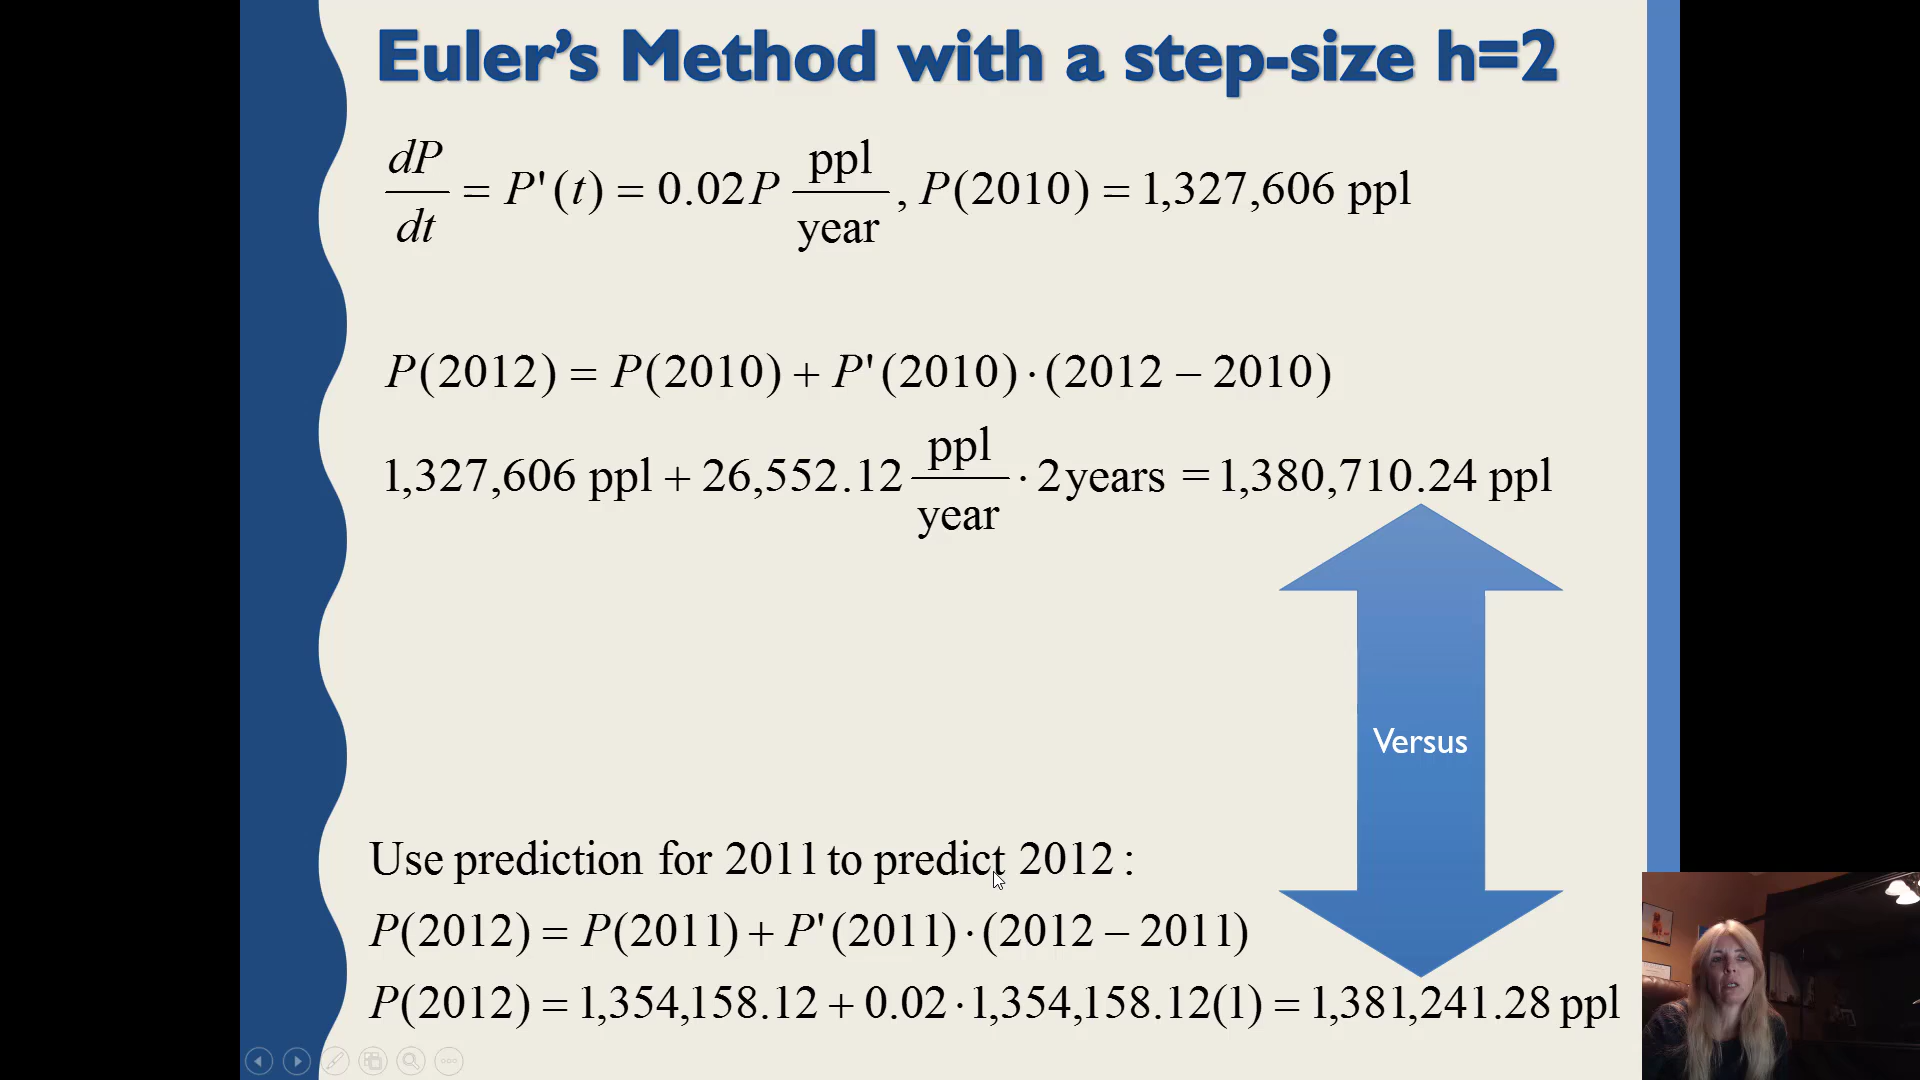 Euler's Method with a step-size h=2
dP/dt = P'(t) = 0.02P ppl/year, P(2010) = 1,327,606 ppl
P(2012) = P(2010) + P'(2010)·(2012 − 2010)
1,327,606 ppl + 26,552.12 ppl/year · 2years = 1,380,710.24 ppl
Versus
Use prediction for 2011 to predict 2012 :
P(2012) = P(2011) + P'(2011)·(2012 − 2011)
P(2012) = 1,354,158.12 + 0.02·1,354,158.12(1) = 1,381,241.28 ppl